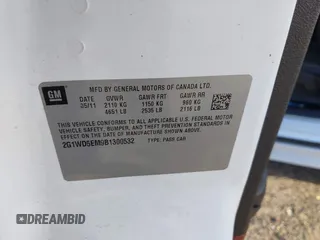 GM
MFD BY GENERAL MOTORS OF CANADA LTD.
DATE GVWR GAWR FRT GAWR RR
05/11 2110 KG 1150 KG 960 KG
4651 LB 2535 LB 2116 LB
THIS VEHICLE CONFORMS TO ALL APPLICABLE U.S. FEDERAL
MOTOR VEHICLE SAFETY, BUMPER, AND THEFT PREVENTION
STANDARDS IN EFFECT ON THE DATE OF MANUFACTURE
SHOWN ABOVE.
2G1WD5EM8B1300532 TYPE: PASS CAR
DREAMBID